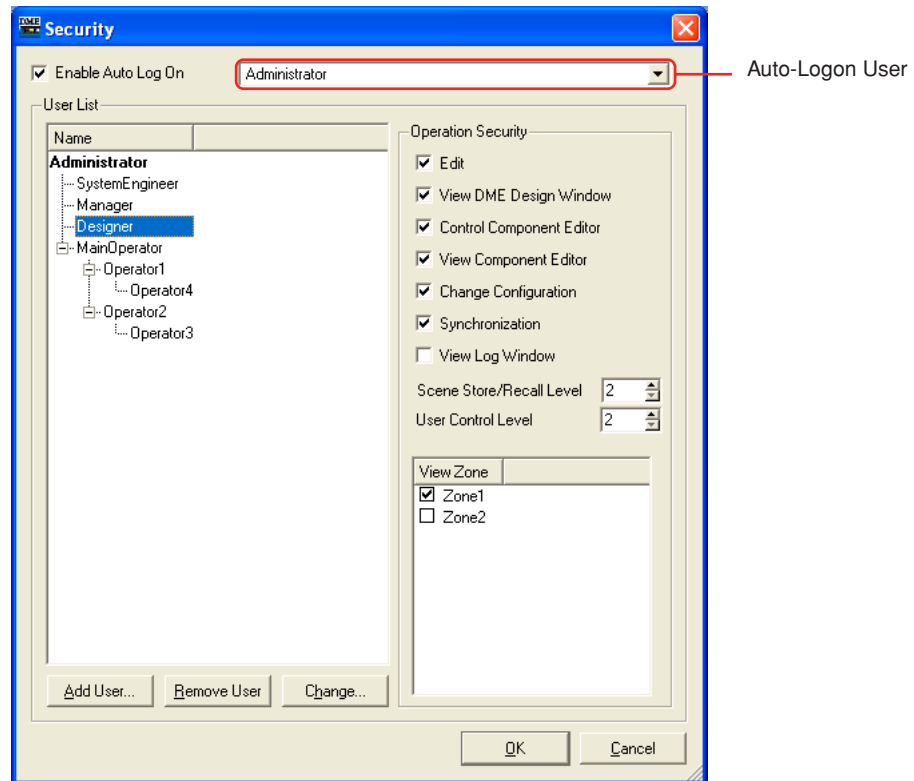 DME
Security
Enable Auto Log On
Administrator
Auto-Logon User
User List
Name
Administrator
SystemEngineer
Manager
Designer
MainOperator
Operator1
Operator4
Operator2
Operator3
Operation Security
Edit
View DME Design Window
Control Component Editor
View Component Editor
Change Configuration
Synchronization
View Log Window
Scene Store/Recall Level 2
User Control Level 2
View Zone
Zone1
Zone2
Add User...
Remove User
Change...
OK
Cancel